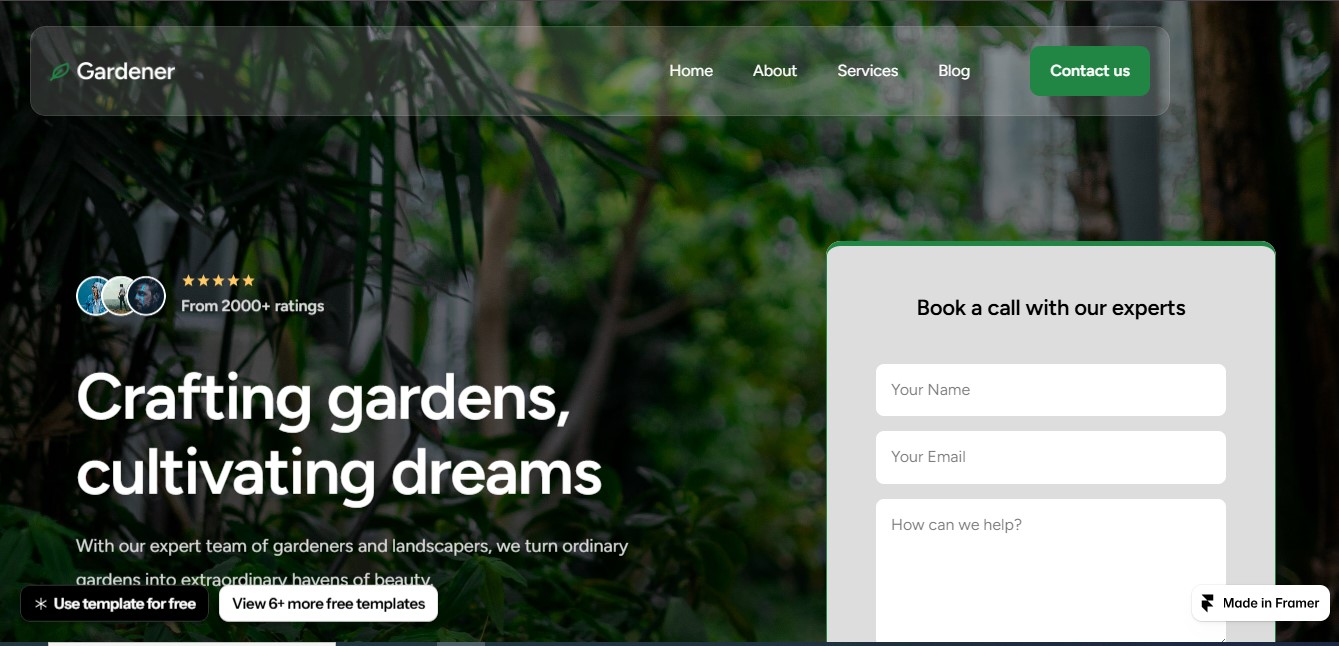 Gardener
Home
About
Services
Blog
Contact us
From 2000+ ratings
Crafting gardens,
cultivating dreams
With our expert team of gardeners and landscapers, we turn ordinary
gardens into extraordinary havens of beauty.
Book a call with our experts
Your Name
Your Email
How can we help?
Use template for free
View 6+ more free templates
Made in Framer